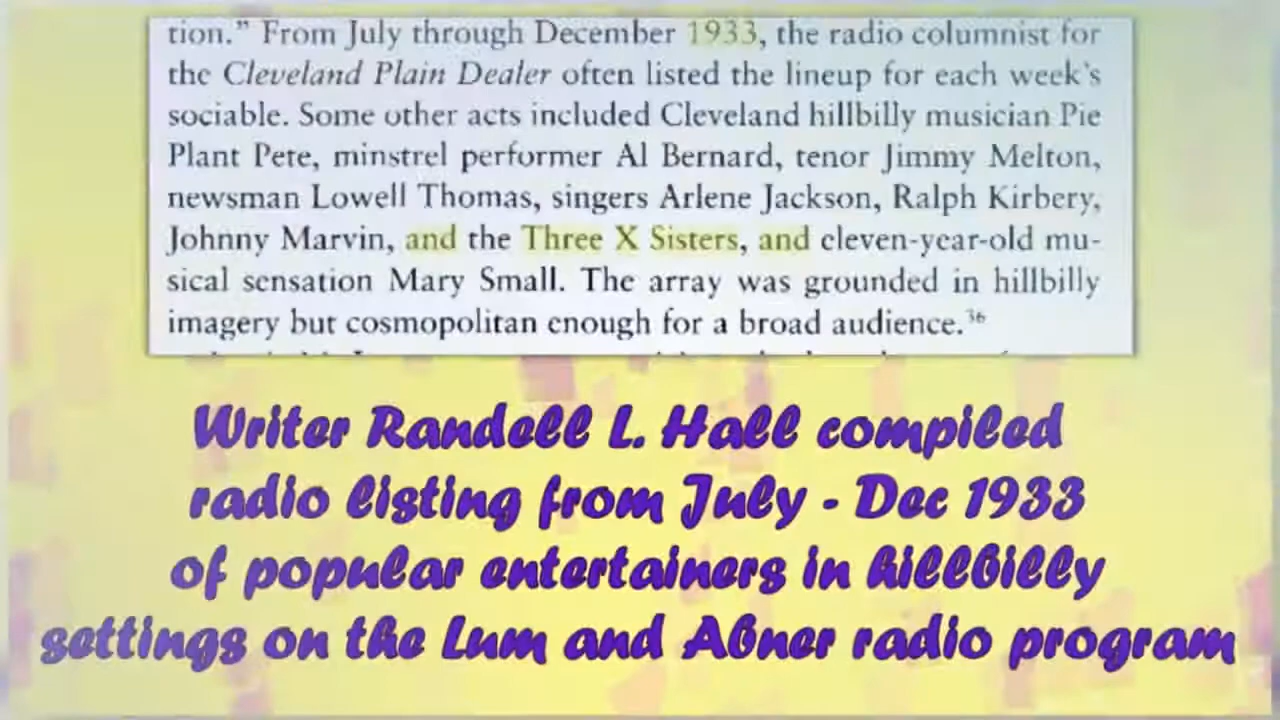 tion.” From July through December 1933, the radio columnist for
the Cleveland Plain Dealer often listed the lineup for each week's
sociable. Some other acts included Cleveland hillbilly musician Pie
Plant Pete, minstrel performer Al Bernard, tenor Jimmy Melton,
newsman Lowell Thomas, singers Arlene Jackson, Ralph Kirbery,
Johnny Marvin, and the Three X Sisters, and eleven-year-old mu-
sical sensation Mary Small. The array was grounded in hillbilly
imagery but cosmopolitan enough for a broad audience.36
Writer Randell L. Hall compiled
radio listing from July - Dec 1933
of popular entertainers in hillbilly
settings on the Lum and Abner radio program